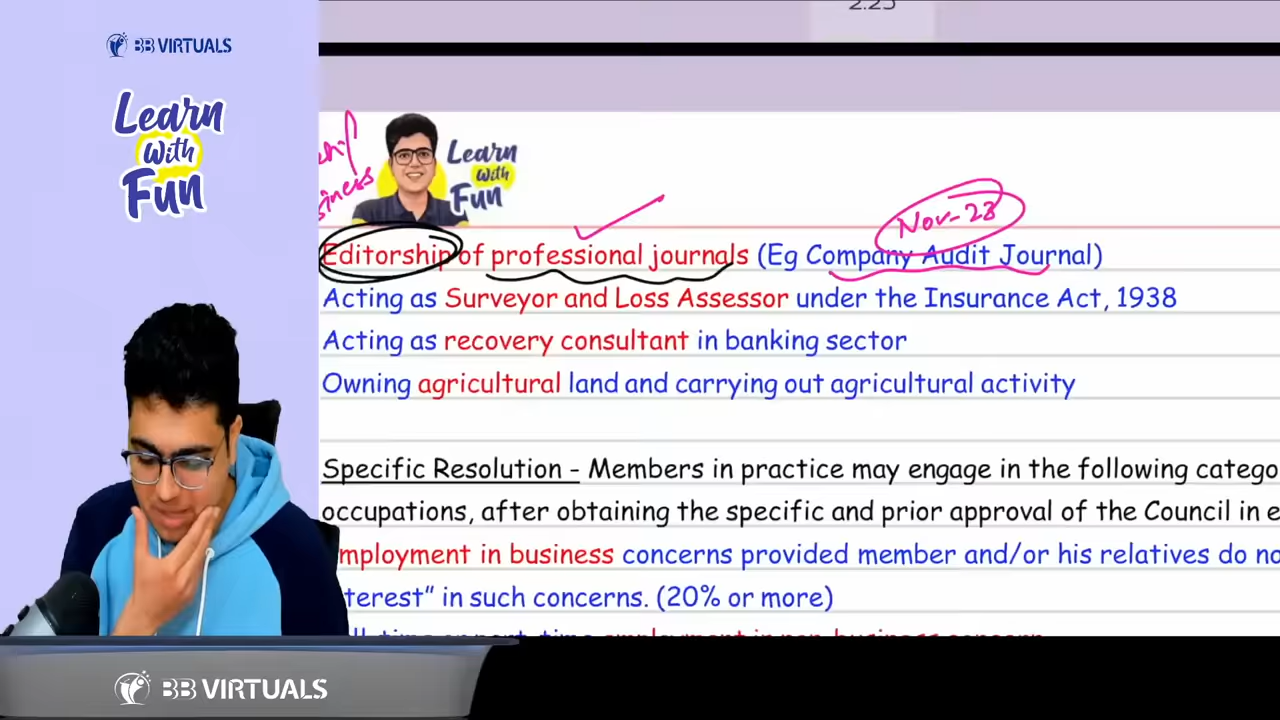 2.25
BB VIRTUALS
Learn
With
Fun
Learn
With
Fun
Nov-23
Editorship of professional journals (Eg Company Audit Journal)
Acting as Surveyor and Loss Assessor under the Insurance Act, 1938
Acting as recovery consultant in banking sector
Owning agricultural land and carrying out agricultural activity
Specific Resolution - Members in practice may engage in the following catego
occupations, after obtaining the specific and prior approval of the Council in e
mployment in business concerns provided member and/or his relatives do no
terest" in such concerns. (20% or more)
BB VIRTUALS